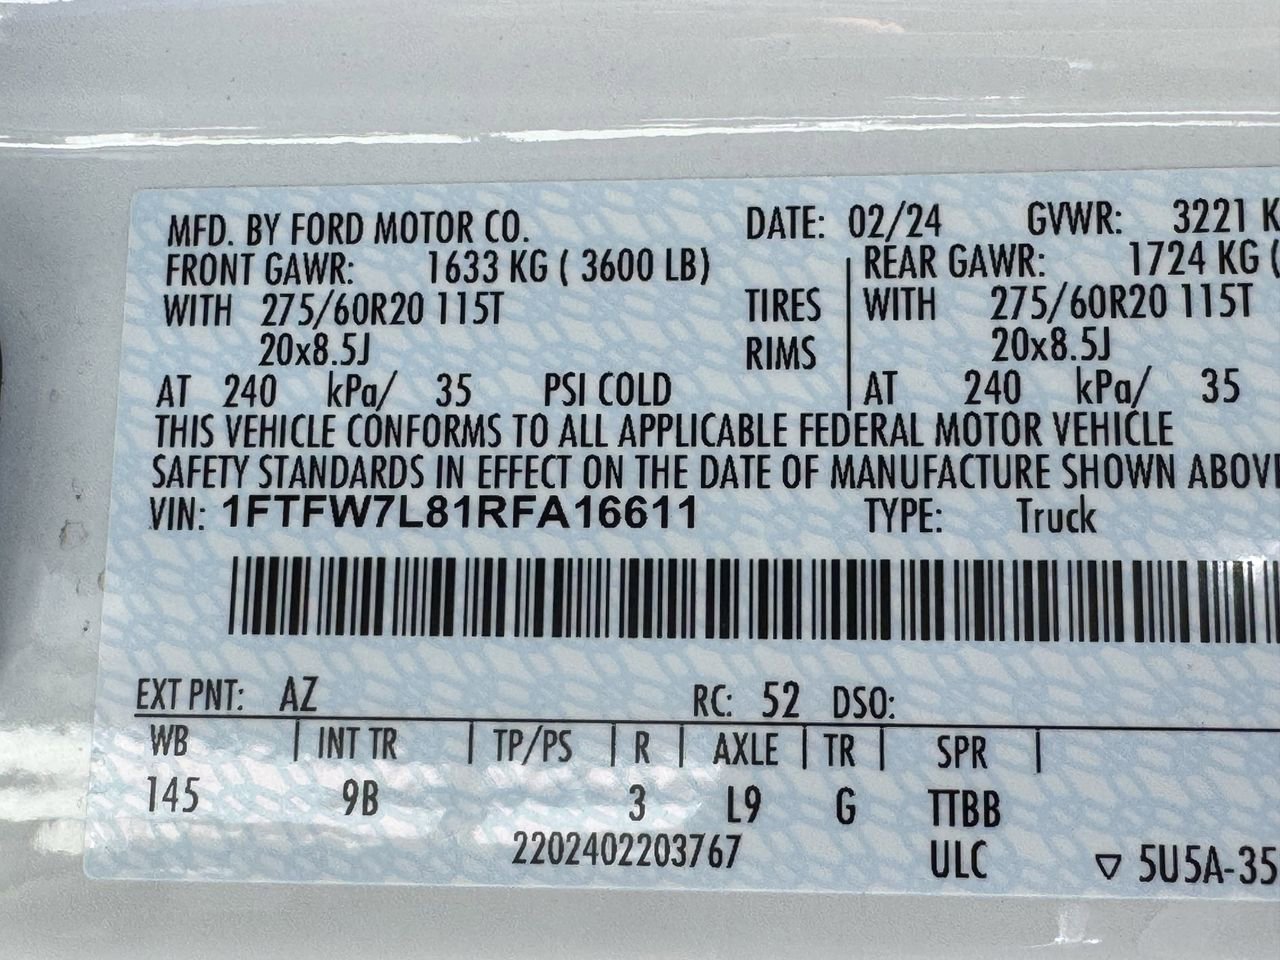 MFD. BY FORD MOTOR CO. DATE: 02/24 GVWR: 3221 K
FRONT GAWR: 1633 KG ( 3600 LB) REAR GAWR: 1724 KG (
WITH 275/60R20 115T TIRES WITH 275/60R20 115T
20x8.5J RIMS 20x8.5J
AT 240 kPa/ 35 PSI COLD AT 240 kPa/ 35
THIS VEHICLE CONFORMS TO ALL APPLICABLE FEDERAL MOTOR VEHICLE
SAFETY STANDARDS IN EFFECT ON THE DATE OF MANUFACTURE SHOWN ABOVE
VIN: 1FTFW7L81RFA16611 TYPE: Truck
EXT PNT: AZ RC: 52 DSO:
WB INT TR TP/PS R AXLE TR SPR
145 9B 3 L9 G TTBB
2202402203767 ULC ▽ 5U5A-35